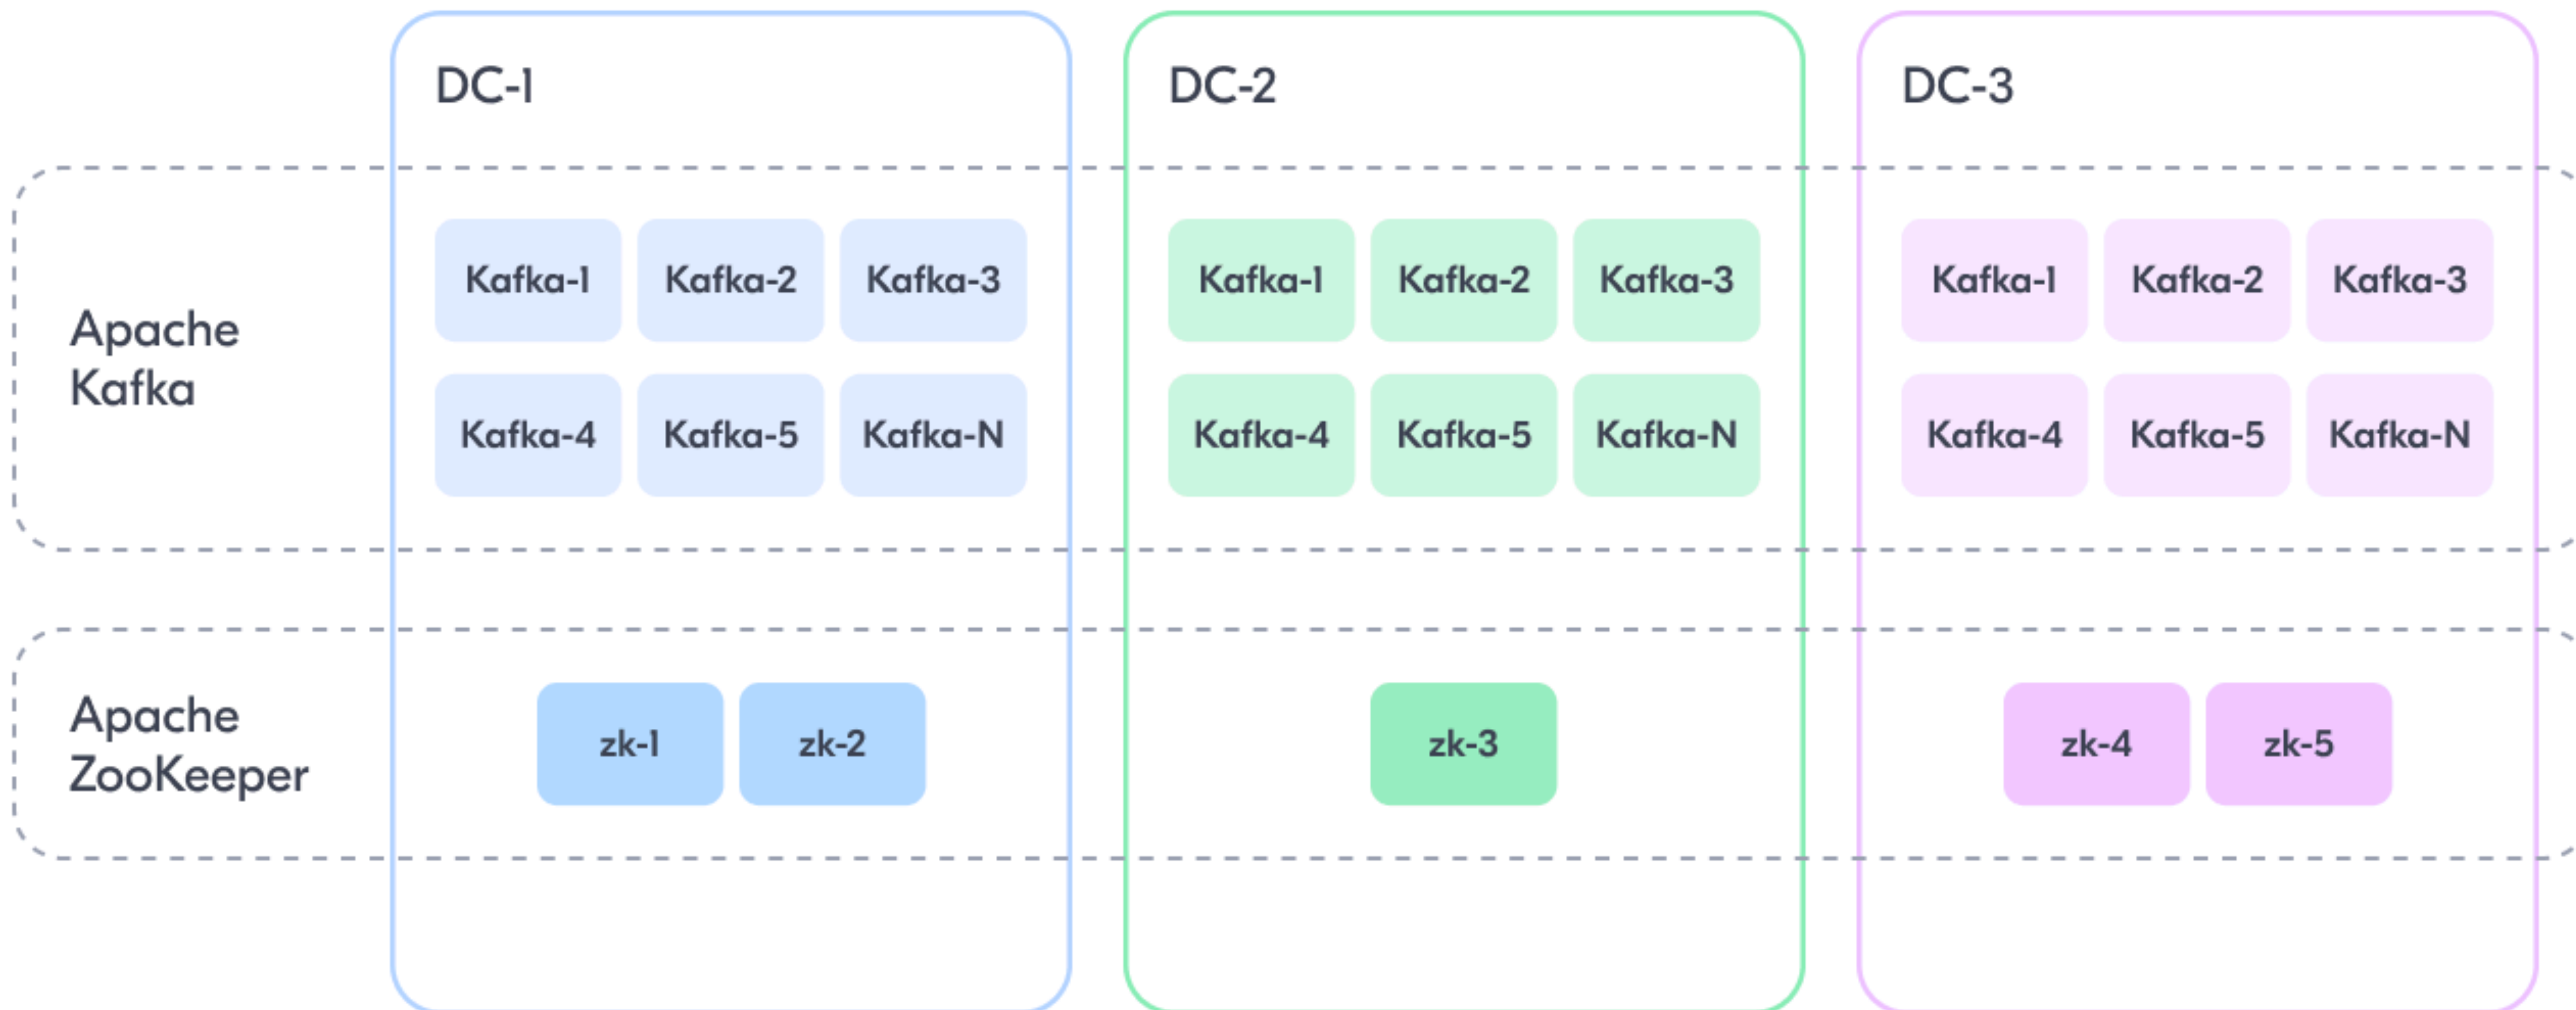 DC-1
DC-2
DC-3
Apache
Kafka
Kafka-1 Kafka-2 Kafka-3
Kafka-4 Kafka-5 Kafka-N
Kafka-1 Kafka-2 Kafka-3
Kafka-4 Kafka-5 Kafka-N
Kafka-1 Kafka-2 Kafka-3
Kafka-4 Kafka-5 Kafka-N
Apache
ZooKeeper
zk-1 zk-2
zk-3
zk-4 zk-5